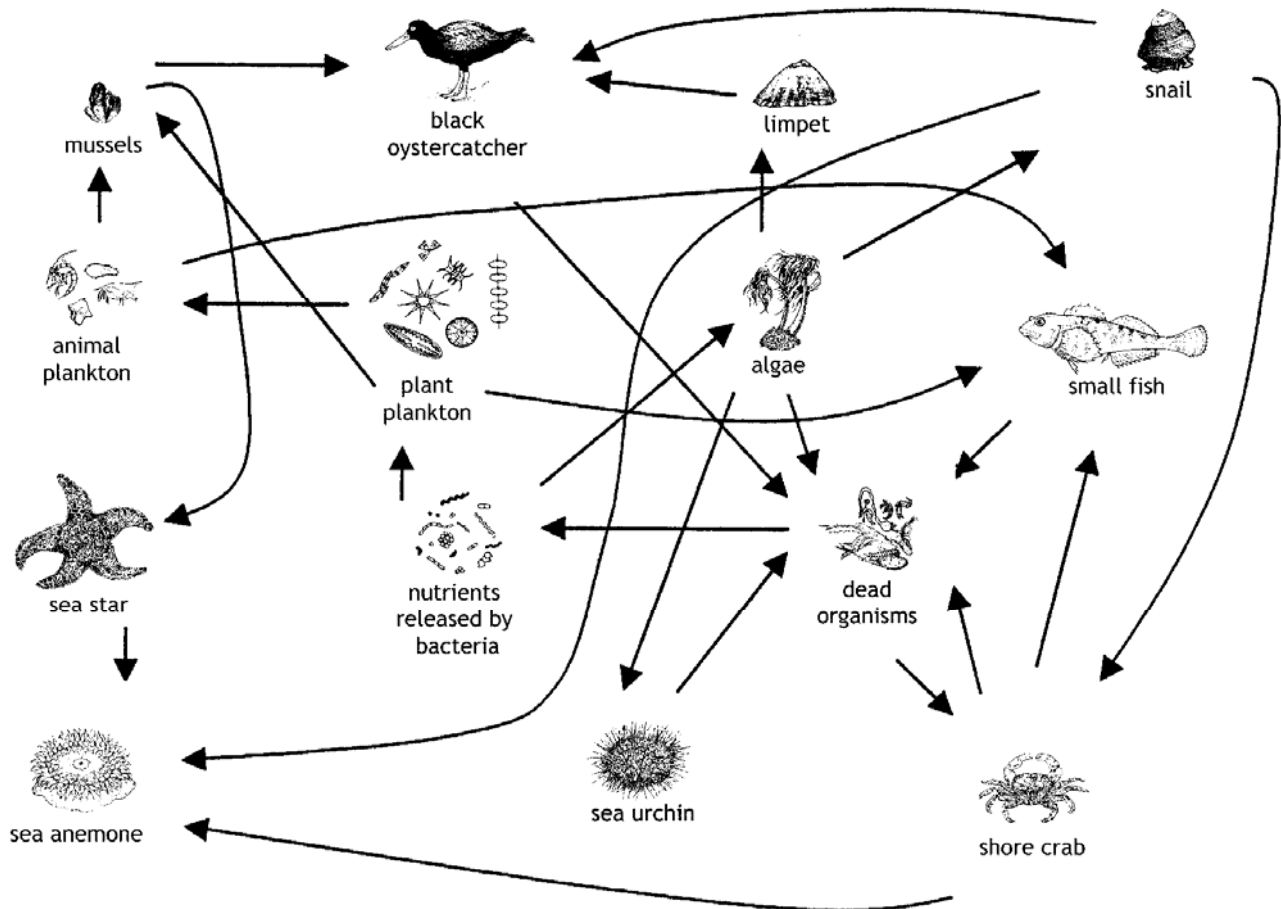 snail
black
oystercatcher
limpet
mussels
animal
plankton
plant
plankton
algae
small fish
sea star
nutrients
released by
bacteria
dead
organisms
sea anemone
sea urchin
shore crab